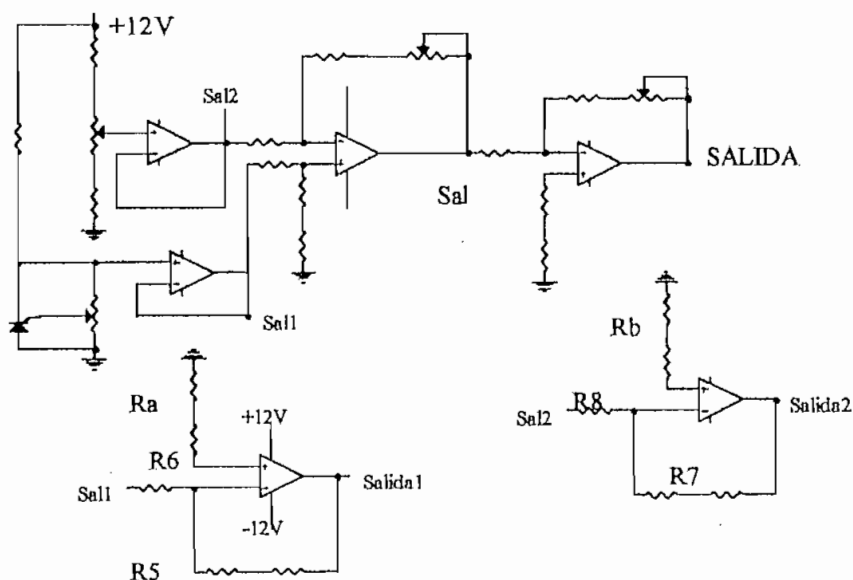 +12V
Sal2
Sal
SALIDA
Sal1
Ra
+12V
R6
Sal1
Salida1
-12V
R5
Rb
Sal2
R8
Salida2
R7